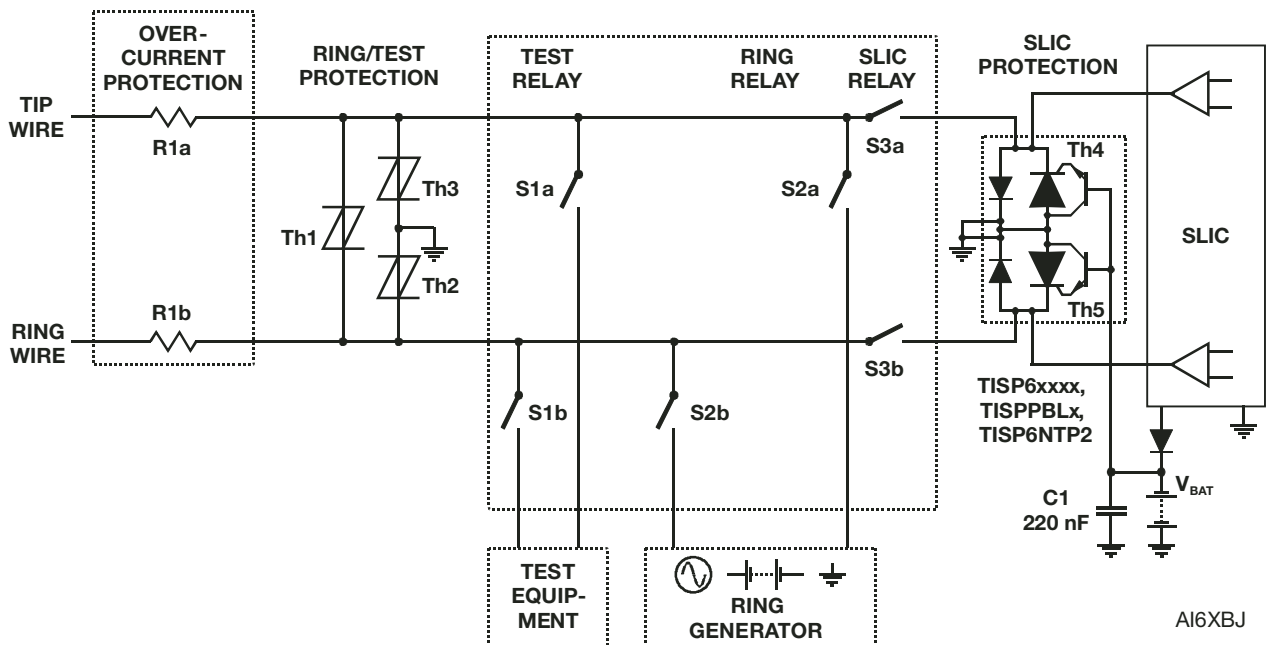 OVER-
CURRENT
PROTECTION
RING/TEST
PROTECTION
TEST
RELAY
RING
RELAY
SLIC
RELAY
SLIC
PROTECTION
TIP
WIRE
R1a
S3a
Th4
Th3
S1a
S2a
Th1
SLIC
Th2
R1b
Th5
RING
WIRE
S3b
TISP6xxxx,
TISPPBLx,
TISP6NTP2
S1b
S2b
VBAT
C1
220 nF
TEST
EQUIP-
MENT
RING
GENERATOR
AI6XBJ